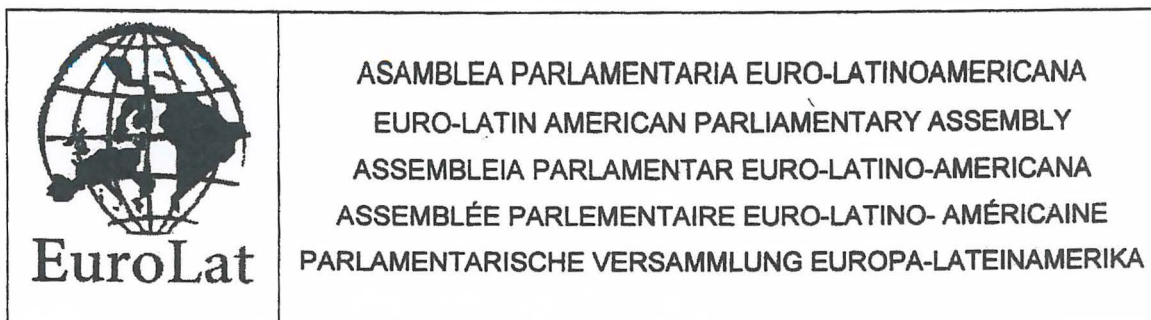 EuroLat
ASAMBLEA PARLAMENTARIA EURO-LATINOAMERICANA
EURO-LATIN AMERICAN PARLIAMENTARY ASSEMBLY
ASSEMBLEIA PARLAMENTAR EURO-LATINO-AMERICANA
ASSEMBLÉE PARLEMENTAIRE EURO-LATINO- AMÉRICAINE
PARLAMENTARISCHE VERSAMMLUNG EUROPA-LATEINAMERIKA